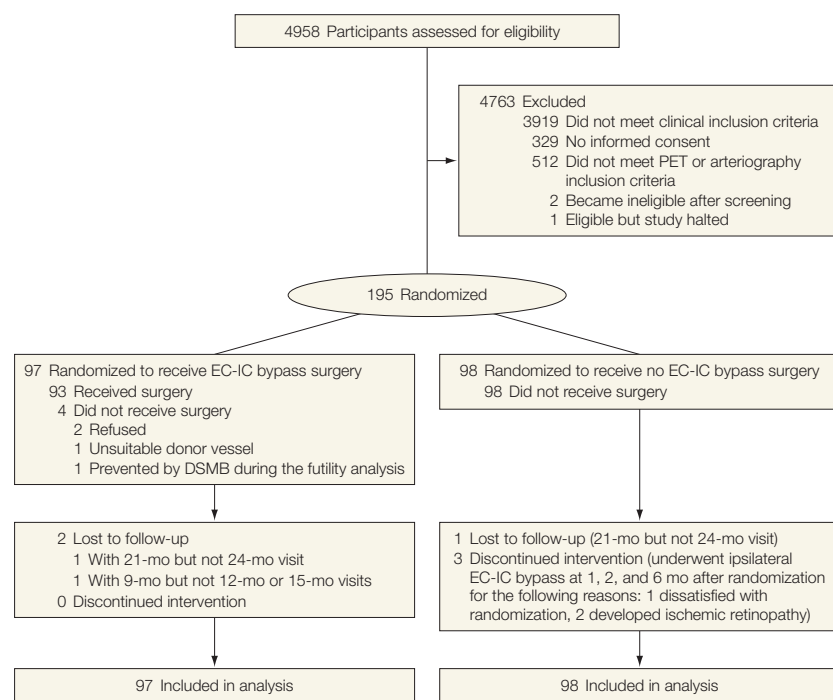 4958 Participants assessed for eligibility
4763 Excluded
3919 Did not meet clinical inclusion criteria
329 No informed consent
512 Did not meet PET or arteriography
inclusion criteria
2 Became ineligible after screening
1 Eligible but study halted
195 Randomized
97 Randomized to receive EC-IC bypass surgery
93 Received surgery
4 Did not receive surgery
2 Refused
1 Unsuitable donor vessel
1 Prevented by DSMB during the futility analysis
98 Randomized to receive no EC-IC bypass surgery
98 Did not receive surgery
2 Lost to follow-up
1 With 21-mo but not 24-mo visit
1 With 9-mo but not 12-mo or 15-mo visits
0 Discontinued intervention
1 Lost to follow-up (21-mo but not 24-mo visit)
3 Discontinued intervention (underwent ipsilateral
EC-IC bypass at 1, 2, and 6 mo after randomization
for the following reasons: 1 dissatisfied with
randomization, 2 developed ischemic retinopathy)
97 Included in analysis
98 Included in analysis